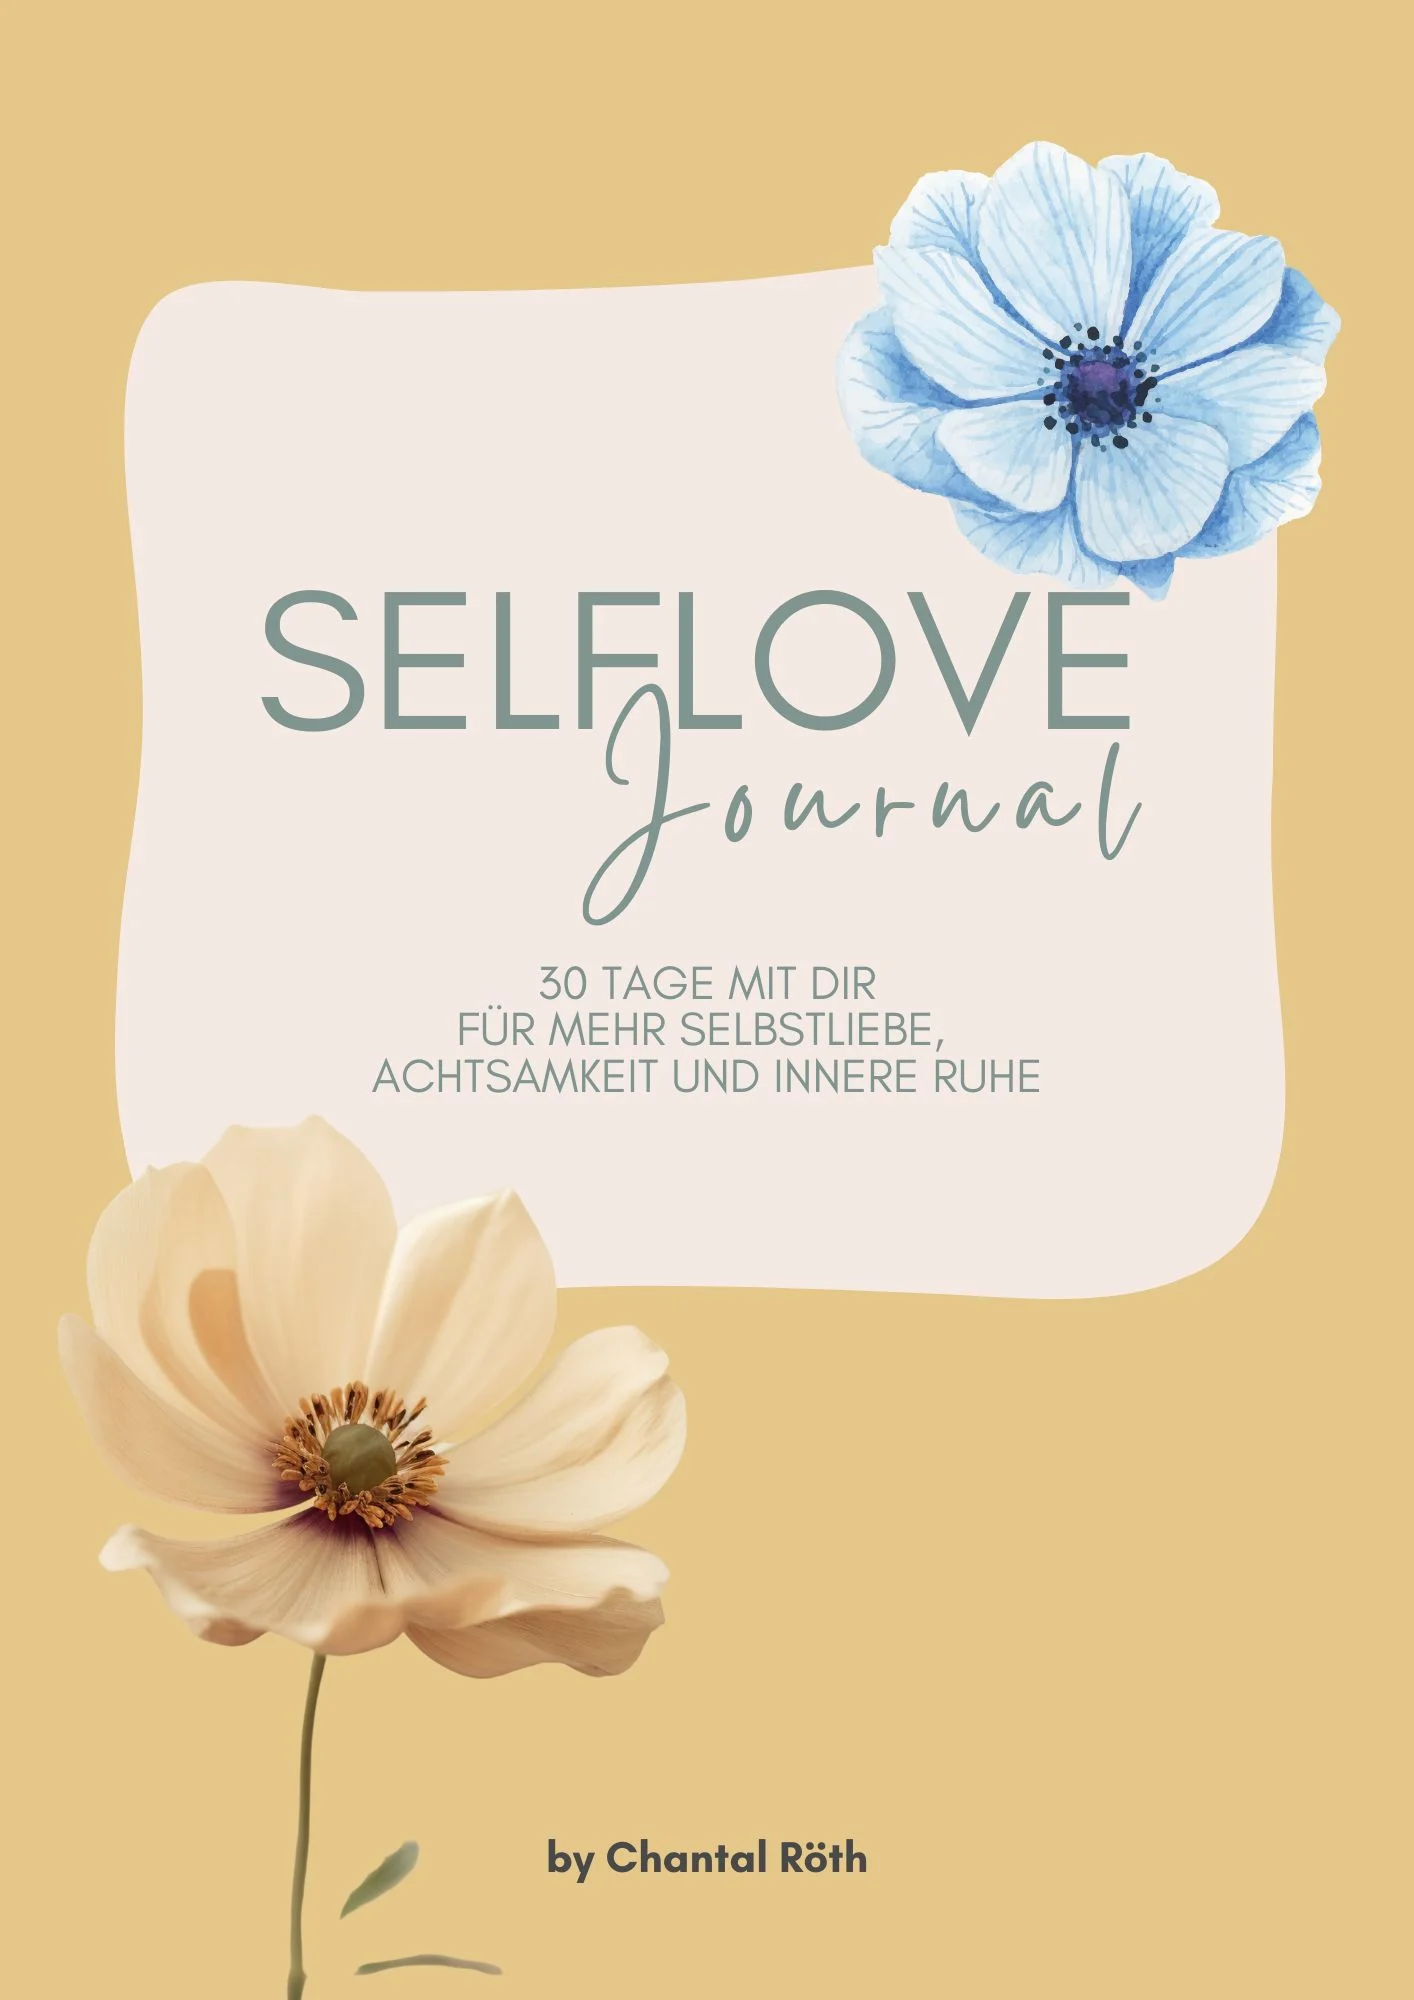 SELFLOVE
Journal
30 TAGE MIT DIR
FÜR MEHR SELBSTLIEBE,
ACHTSAMKEIT UND INNERE RUHE
by Chantal Röth